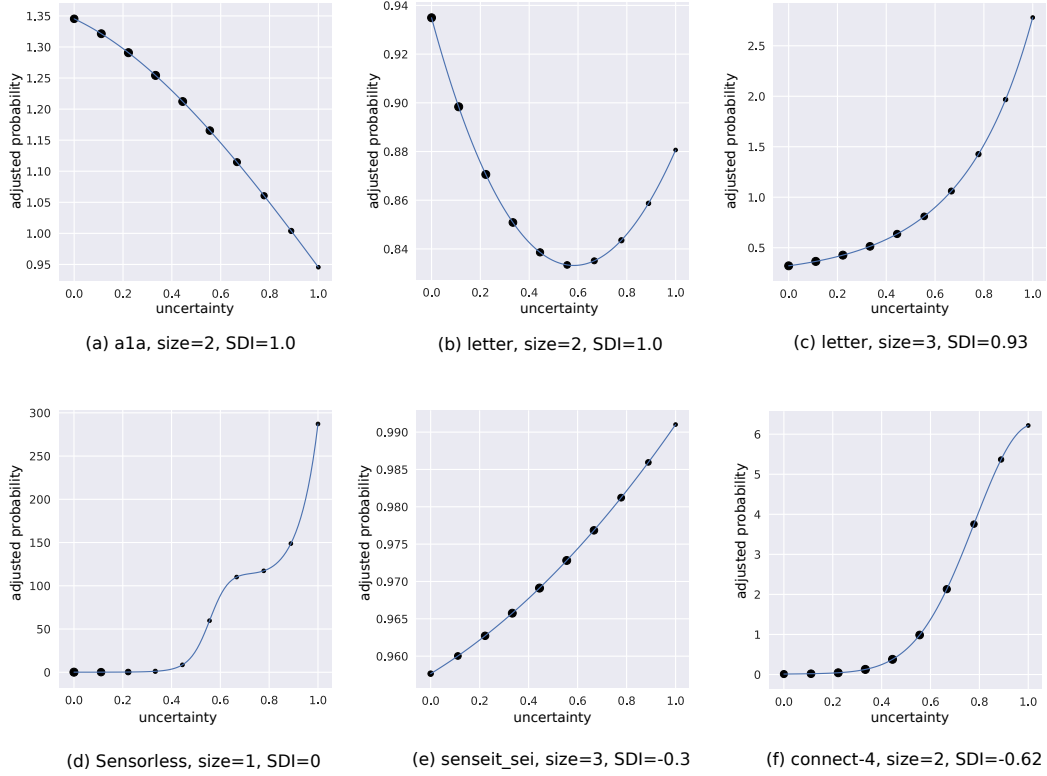 1.35
1.30
1.25
1.20
1.15
1.10
1.05
1.00
0.95
adjusted probability
0.0 0.2 0.4 0.6 0.8 1.0
uncertainty
(a) a1a, size=2, SDI=1.0
0.94
0.92
0.90
0.88
0.86
0.84
adjusted probability
0.0 0.2 0.4 0.6 0.8 1.0
uncertainty
(b) letter, size=2, SDI=1.0
2.5
2.0
1.5
1.0
0.5
adjusted probability
0.0 0.2 0.4 0.6 0.8 1.0
uncertainty
(c) letter, size=3, SDI=0.93
300
250
200
150
100
50
0
adjusted probability
0.0 0.2 0.4 0.6 0.8 1.0
uncertainty
(d) Sensorless, size=1, SDI=0
0.990
0.985
0.980
0.975
0.970
0.965
0.960
adjusted probability
0.0 0.2 0.4 0.6 0.8 1.0
uncertainty
(e) senseit_sei, size=3, SDI=-0.3
6
5
4
3
2
1
0
adjusted probability
0.0 0.2 0.4 0.6 0.8 1.0
uncertainty
(f) connect-4, size=2, SDI=-0.62